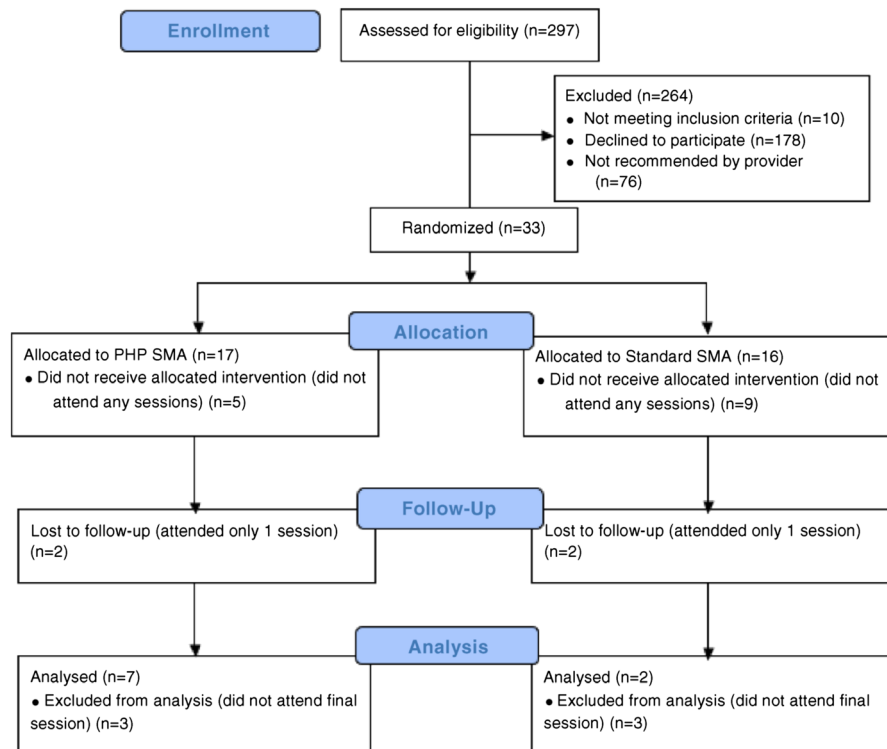 Enrollment
Assessed for eligibility (n=297)
Excluded (n=264)
● Not meeting inclusion criteria (n=10)
● Declined to participate (n=178)
● Not recommended by provider
(n=76)
Randomized (n=33)
Allocation
Allocated to PHP SMA (n=17)
● Did not receive allocated intervention (did not
attend any sessions) (n=5)
Allocated to Standard SMA (n=16)
● Did not receive allocated intervention (did not
attend any sessions) (n=9)
Follow-Up
Lost to follow-up (attended only 1 session)
(n=2)
Lost to follow-up (attendded only 1 session)
(n=2)
Analysis
Analysed (n=7)
● Excluded from analysis (did not attend final
session) (n=3)
Analysed (n=2)
● Excluded from analysis (did not attend final
session) (n=3)